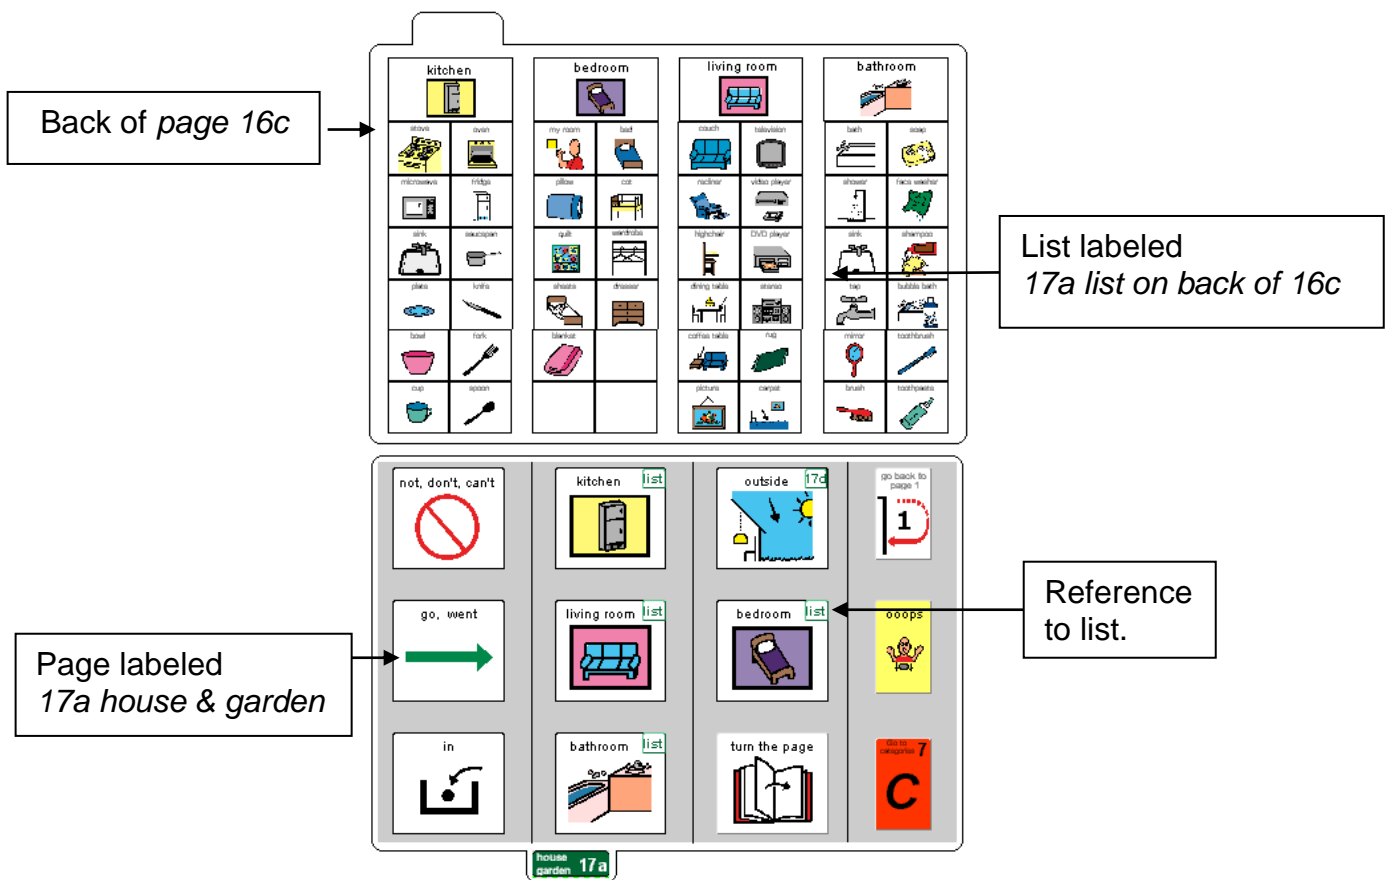 Back of page 16c
kitchen
bedroom
living room
bathroom
stove
oven
my room
bed
couch
television
bath
soap
microwave
fridge
pillow
cot
recliner
video player
shower
face washer
sink
saucepan
quilt
wardrobe
highchair
DVD player
sink
shampoo
plate
knife
sheets
dresser
dining table
stereo
tap
bubble bath
bowl
fork
blanket
coffee table
rug
mirror
toothbrush
cup
spoon
picture
carpet
brush
toothpaste
List labeled
17a list on back of 16c
not, don't, can't
kitchen
list
outside
17d
go back to
page 1
1
go, went
living room
list
bedroom
list
ooops
Reference
to list.
Page labeled
17a house & garden
in
bathroom
list
turn the page
Go to
categories 7
C
house
garden 17a